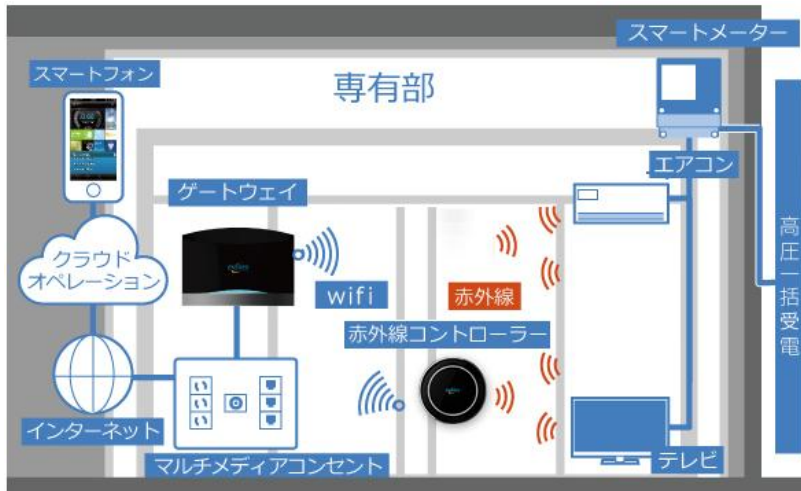 スマートメーター
スマートフォン
専有部
エアコン
ゲートウェイ
クラウド
オペレーション
wifi
赤外線
赤外線コントローラー
高圧一括受電
インターネット
マルチメディアコンセント
テレビ